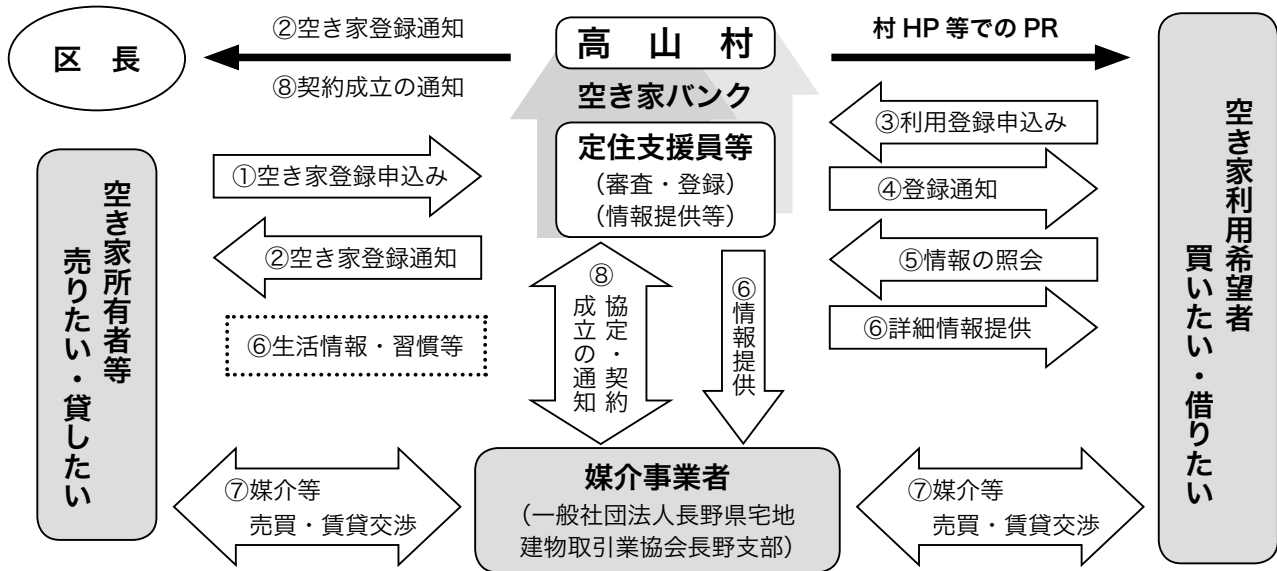 ②空き家登録通知
区 長
⑧契約成立の通知
高 山 村
村 HP 等での PR
空き家バンク
定住支援員等
（審査・登録）
（情報提供等）
空き家所有者等
売りたい・貸したい
①空き家登録申込み
②空き家登録通知
⑥生活情報・習慣等
⑧
協定・契約
成立の通知
⑥情報提供
③利用登録申込み
④登録通知
⑤情報の照会
⑥詳細情報提供
空き家利用希望者
買いたい・借りたい
⑦媒介等
売買・賃貸交渉
媒介事業者
（一般社団法人長野県宅地
建物取引業協会長野支部）
⑦媒介等
売買・賃貸交渉